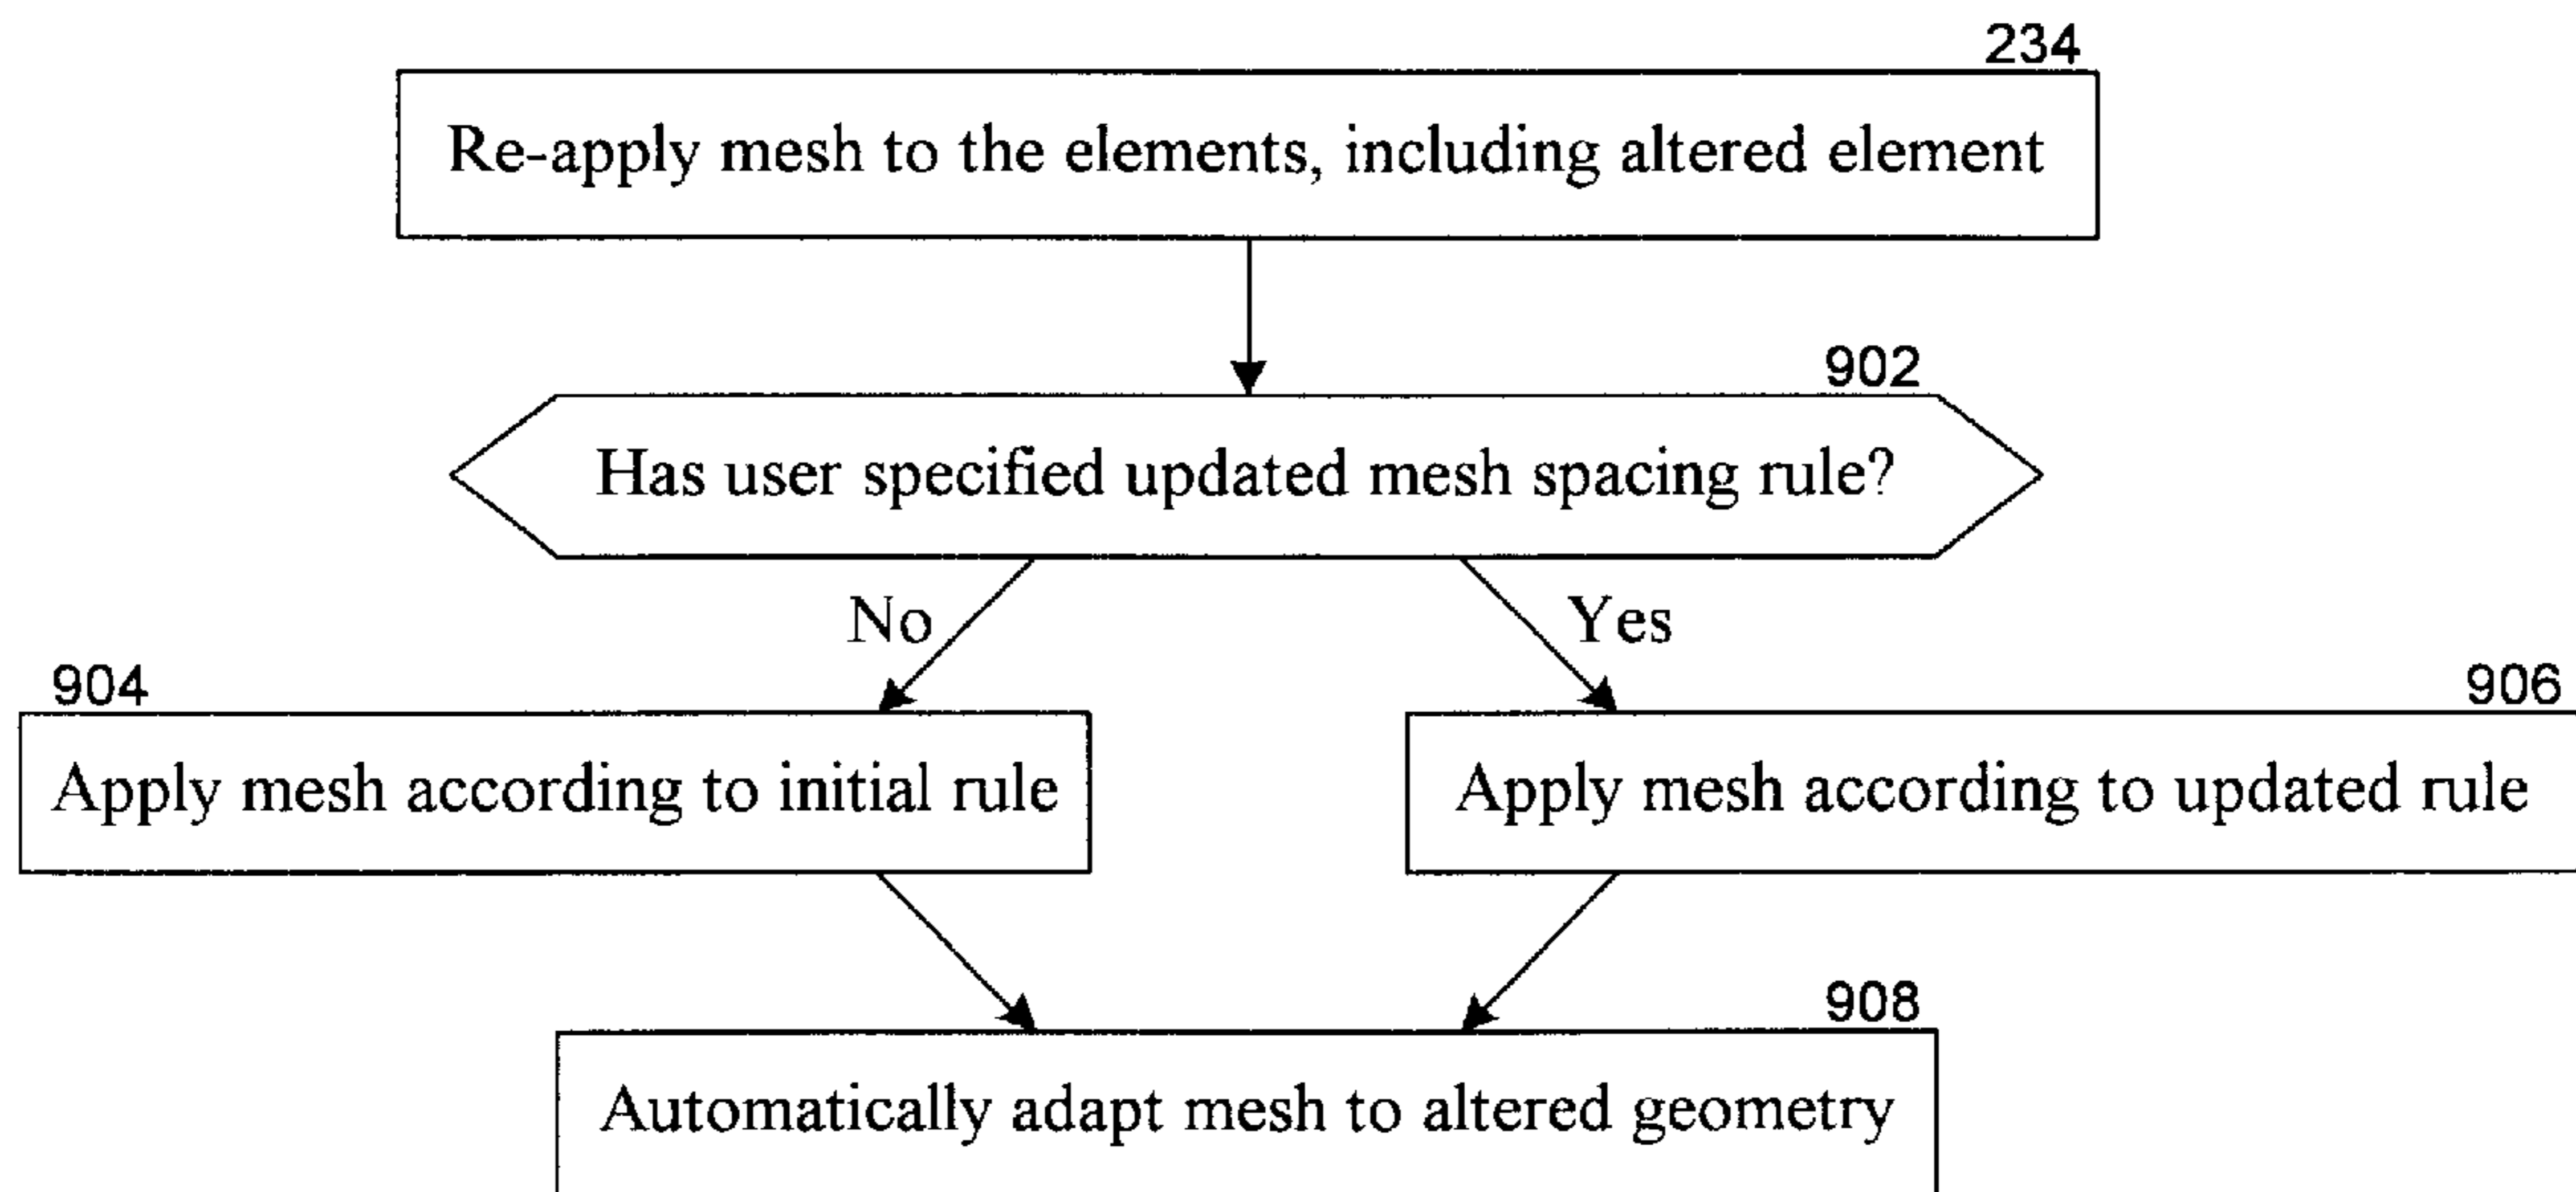 234
Re-apply mesh to the elements, including altered element
902
Has user specified updated mesh spacing rule?
No
Yes
904
906
Apply mesh according to initial rule
Apply mesh according to updated rule
908
Automatically adapt mesh to altered geometry